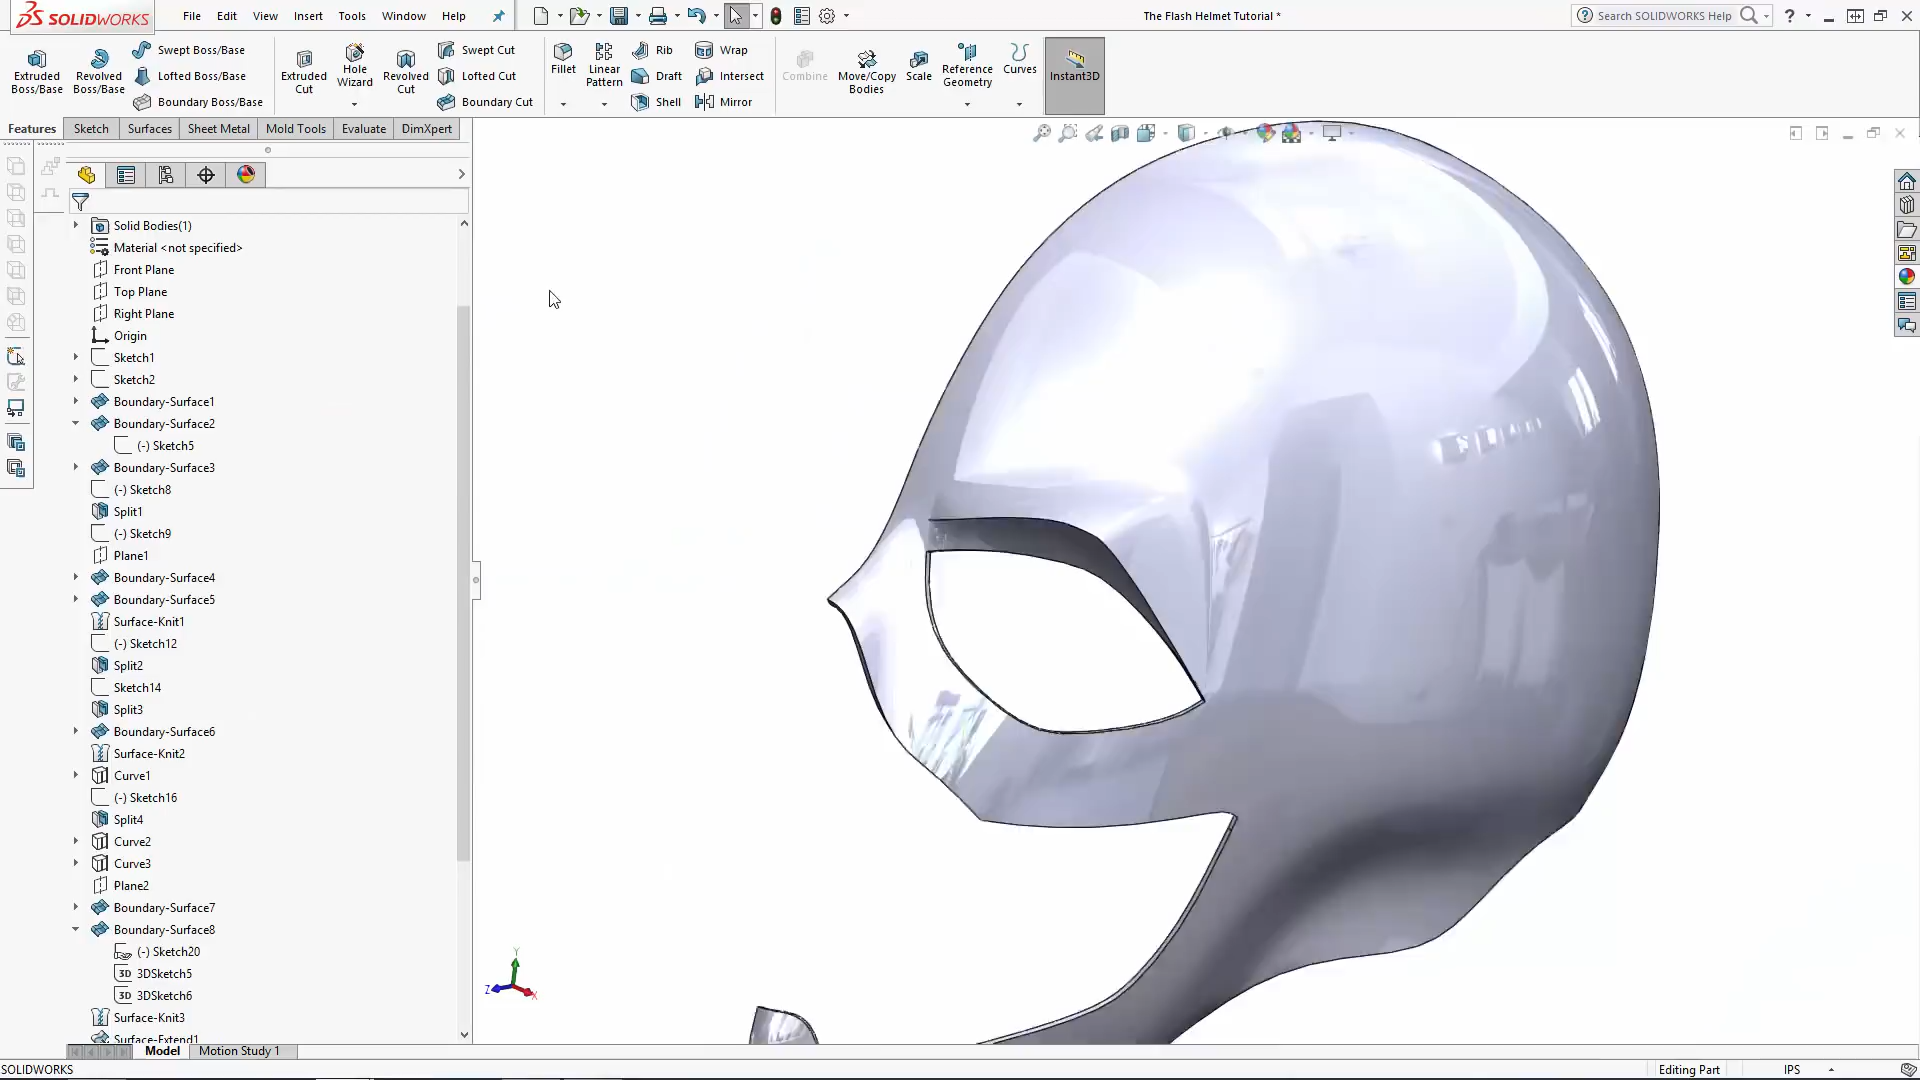 SOLIDWORKS
File Edit View Insert Tools Window Help
The Flash Helmet Tutorial *
Search SOLIDWORKS Help
Extruded Boss/Base
Revolved Boss/Base
Swept Boss/Base
Lofted Boss/Base
Boundary Boss/Base
Extruded Cut
Hole Wizard
Revolved Cut
Swept Cut
Lofted Cut
Boundary Cut
Fillet
Linear Pattern
Rib
Draft
Shell
Wrap
Intersect
Mirror
Combine
Move/Copy Bodies
Scale
Reference Geometry
Curves
Instant3D
Features Sketch Surfaces Sheet Metal Mold Tools Evaluate DimXpert
Solid Bodies(1)
Material <not specified>
Front Plane
Top Plane
Right Plane
Origin
Sketch1
Sketch2
Boundary-Surface1
Boundary-Surface2
(-) Sketch5
Boundary-Surface3
(-) Sketch8
Split1
(-) Sketch9
Plane1
Boundary-Surface4
Boundary-Surface5
Surface-Knit1
(-) Sketch12
Split2
Sketch14
Split3
Boundary-Surface6
Surface-Knit2
Curve1
(-) Sketch16
Split4
Curve2
Curve3
Plane2
Boundary-Surface7
Boundary-Surface8
(-) Sketch20
3D 3DSketch5
3D 3DSketch6
Surface-Knit3
Surface-Extend1
Y
Z
X
Model Motion Study 1
SOLIDWORKS
Editing Part
IPS